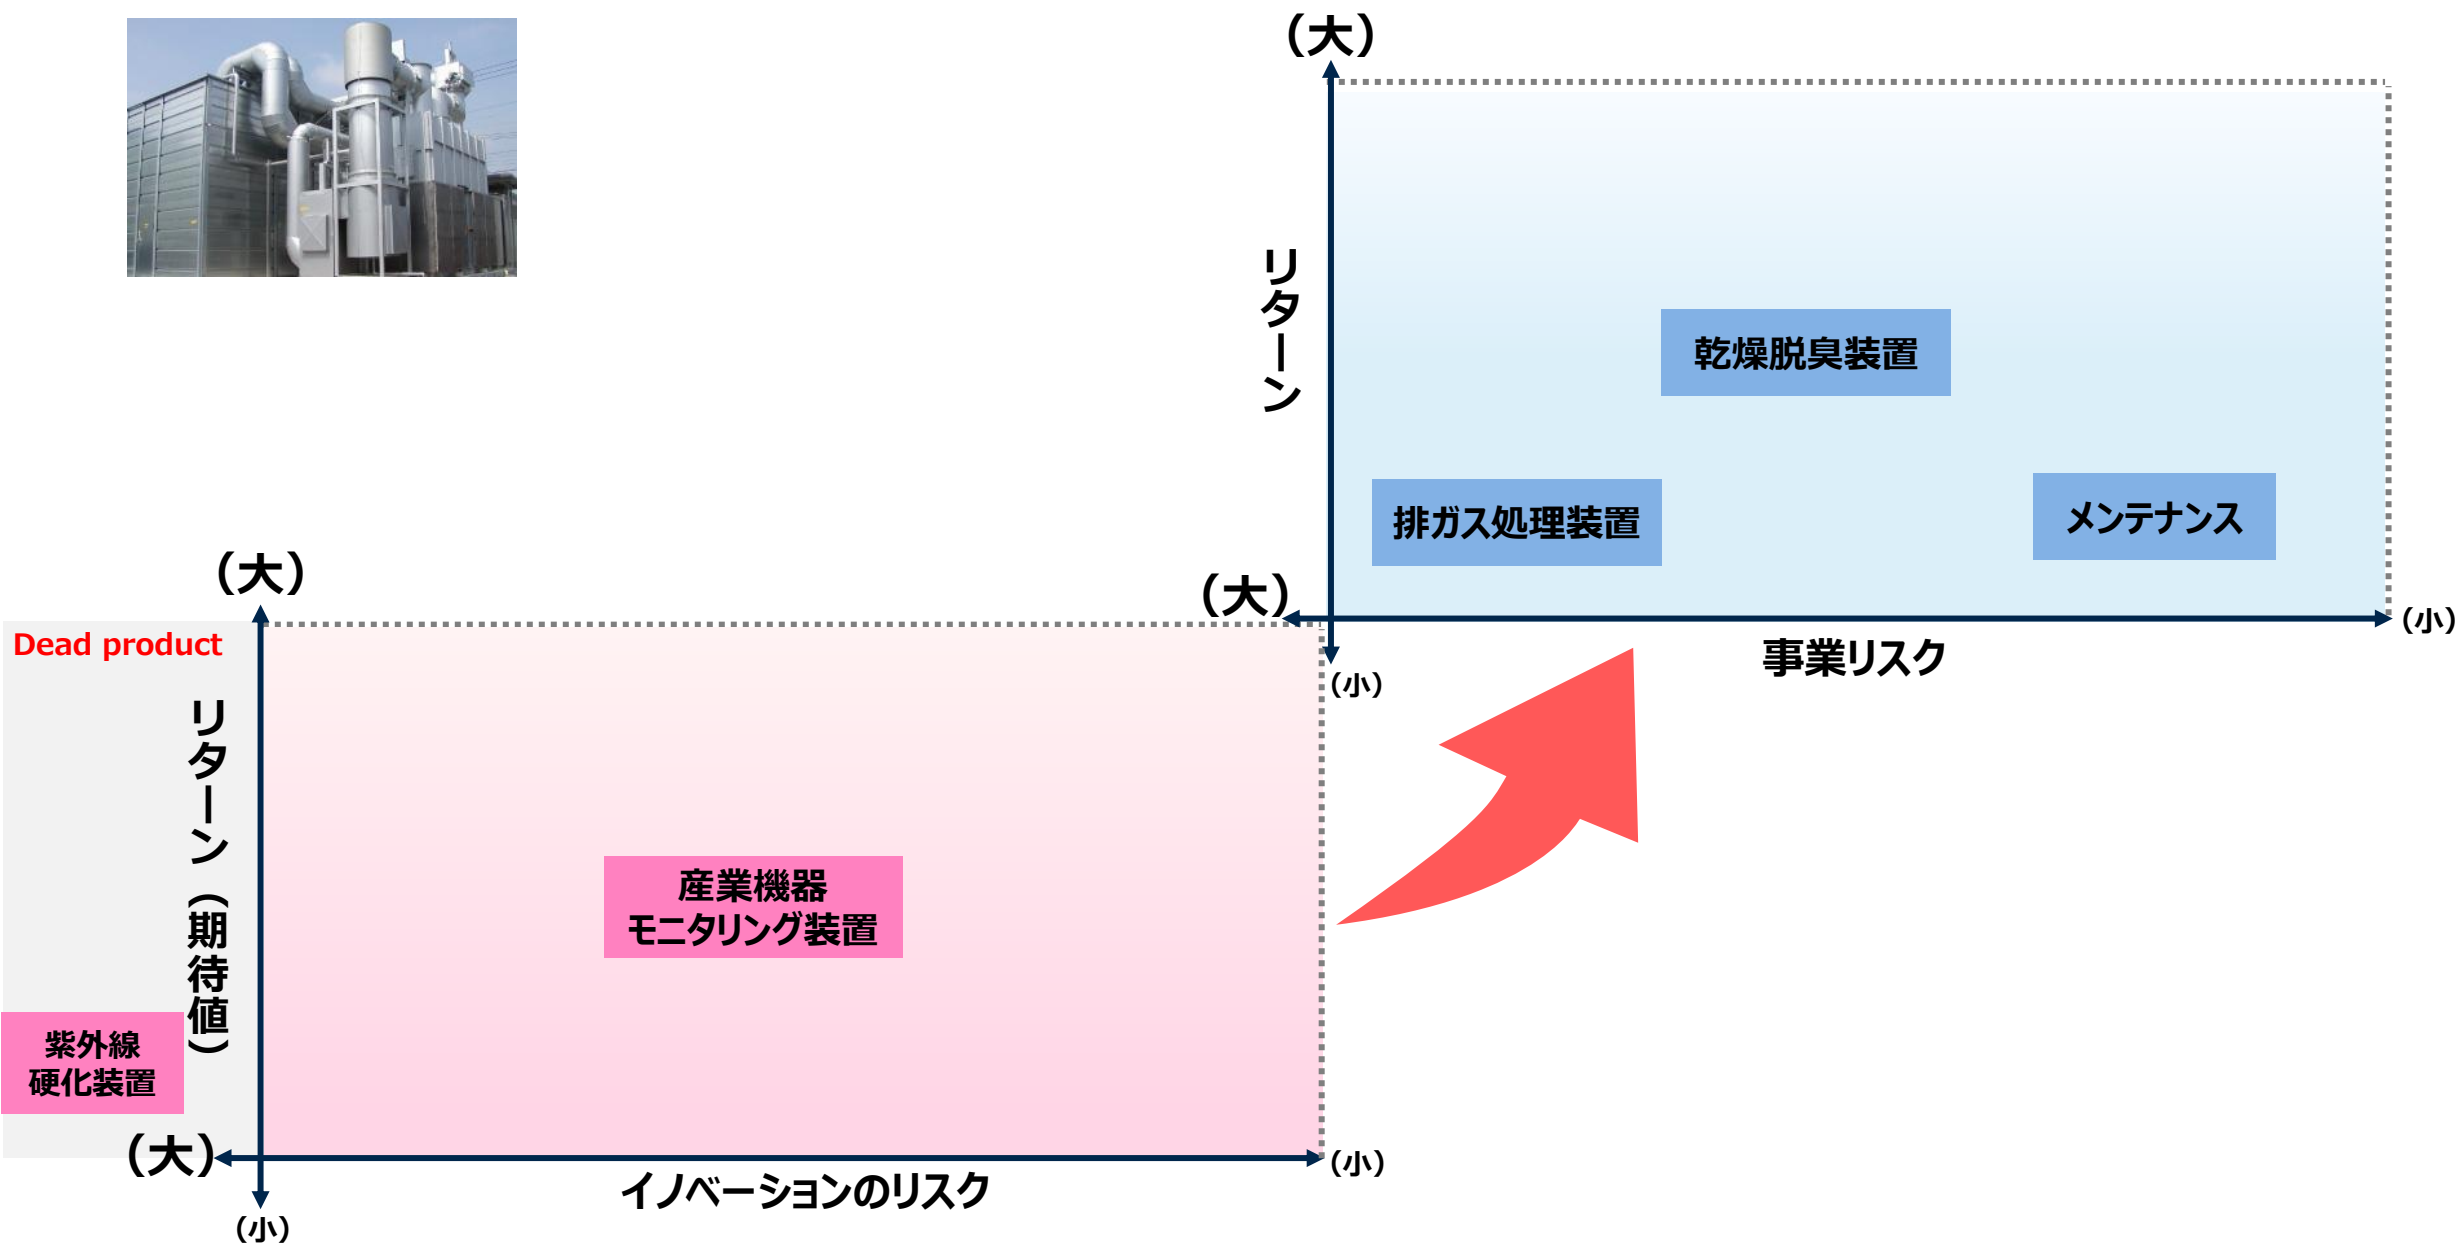 （大）
リターン
乾燥脱臭装置
排ガス処理装置
メンテナンス
（大）
（小）
事業リスク
（小）
（大）
Dead product
リターン（期待値）
産業機器
モニタリング装置
紫外線
硬化装置
（大）
（小）
イノベーションのリスク
（小）